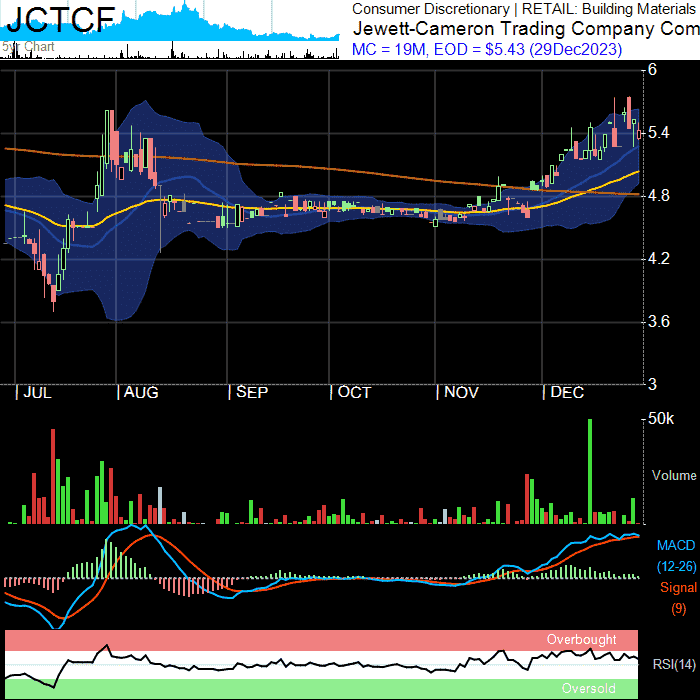 JCTCF
5yr Chart
Consumer Discretionary | RETAIL: Building Materials
Jewett-Cameron Trading Company Com
MC = 19M, EOD = $5.43 (29Dec2023)
6
5.4
4.8
4.2
3.6
3
JUL AUG SEP OCT NOV DEC
50k
Volume
MACD
(12-26)
Signal
(9)
Overbought
RSI(14)
Oversold